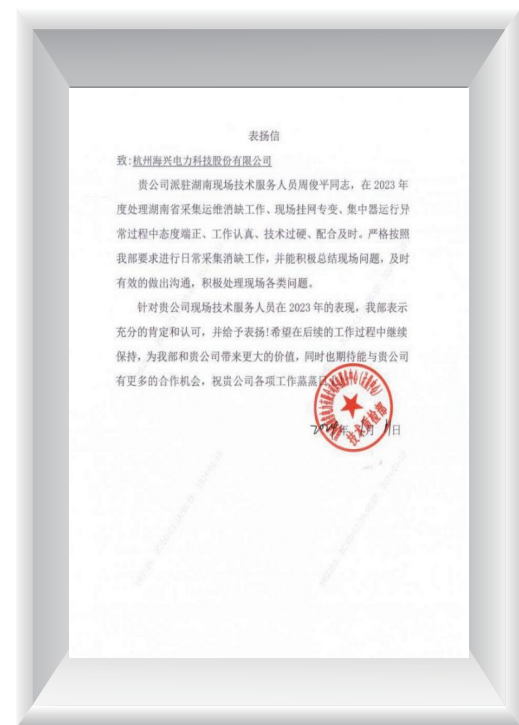 表扬信
致:杭州海兴电力科技股份有限公司
贵公司派驻湖南现场技术服务人员周俊平同志，在 2023 年
度处理湖南省采集运维消缺工作、现场挂网专变、集中器运行异
常过程中态度端正、工作认真、技术过硬、配合及时。严格按照
我部要求进行日常采集消缺工作，并能积极总结现场问题，及时
有效的做出沟通，积极处理现场各类问题。
针对贵公司现场技术服务人员在 2023 年的表现，我部表示
充分的肯定和认可，并给予表扬!希望在后续的工作过程中继续
保持，为我部和贵公司带来更大的价值，同时也期待能与贵公司
有更多的合作机会，祝贵公司各项工作蒸蒸日
技术质检部
年 月 1日